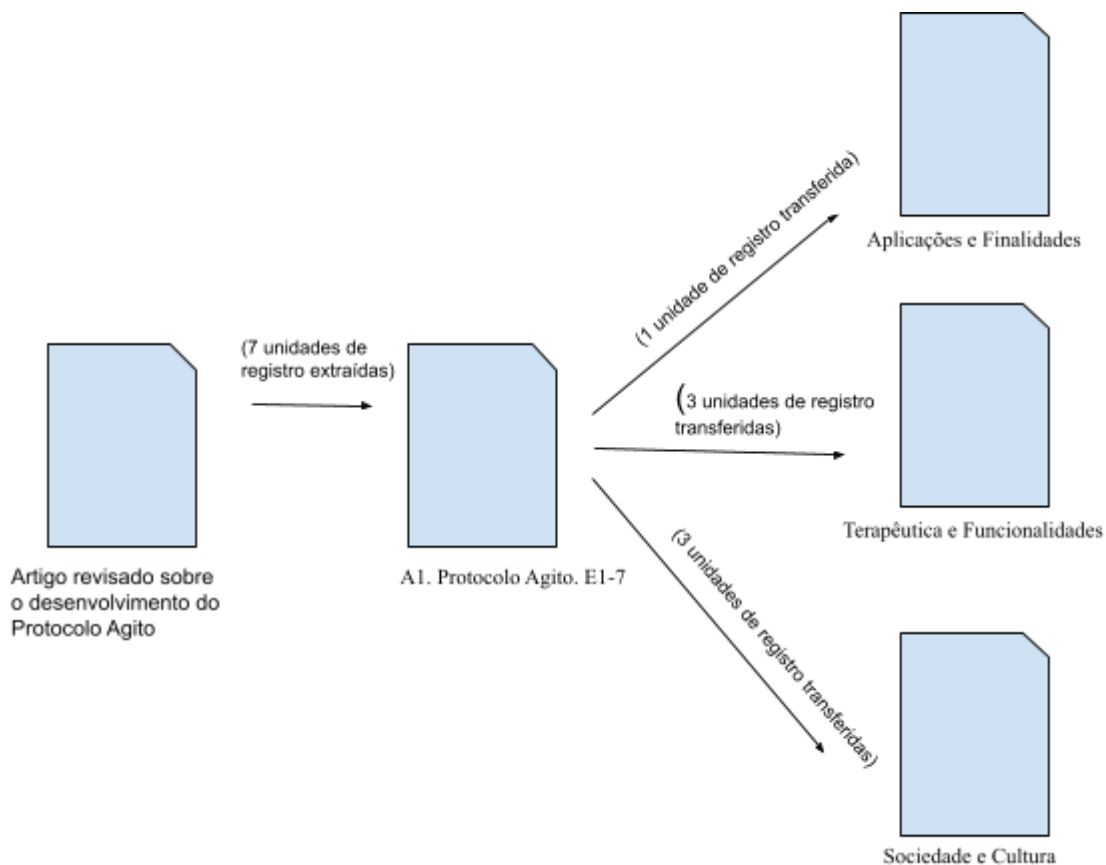 Artigo revisado sobre
o desenvolvimento do
Protocolo Agito
(7 unidades de
registro extraídas)
A1. Protocolo Agito. E1-7
(1 unidade de registro transferida)
Aplicações e Finalidades
(3 unidades de registro
transferidas)
Terapêutica e Funcionalidades
(3 unidades de registro transferidas)
Sociedade e Cultura